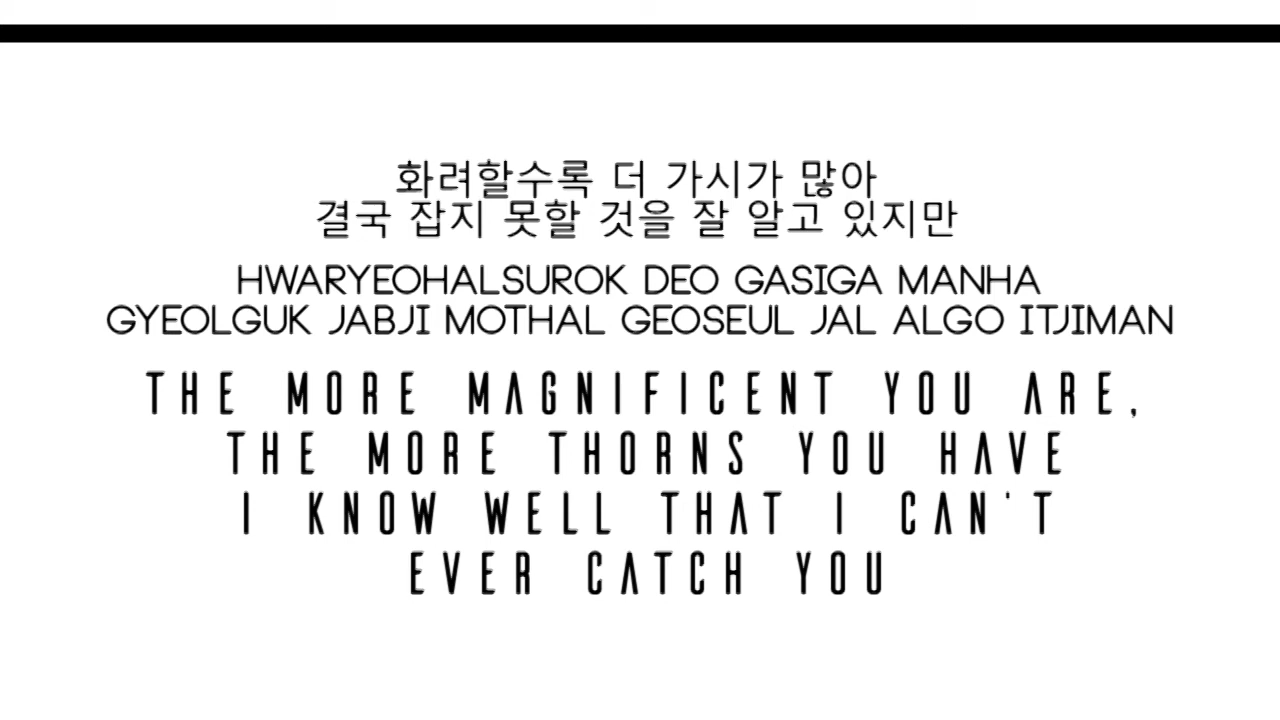 화려할수록 더 가시가 많아
결국 잡지 못할 것을 잘 알고 있지만
HWARYEOHALSUROK DEO GASIGA MANHA
GYEOLGUK JABJI MOTHAL GEOSEUL JAL ALGO ITJIMAN
THE MORE MAGNIFICENT YOU ARE,
THE MORE THORNS YOU HAVE
I KNOW WELL THAT I CAN'T
EVER CATCH YOU